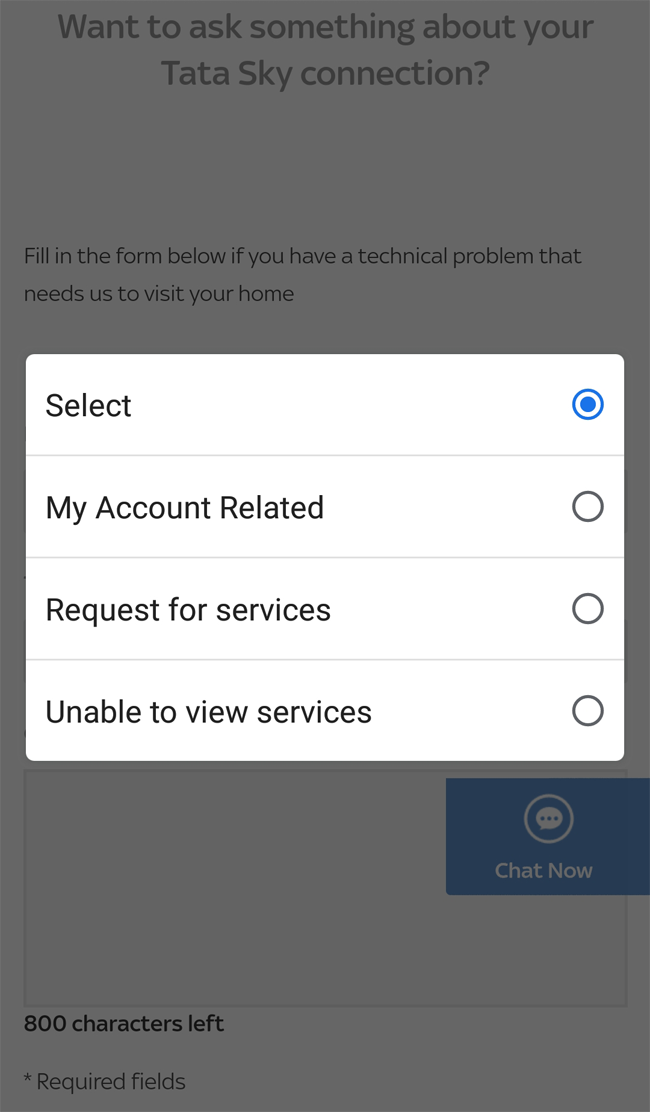 Want to ask something about your
Tata Sky connection?
Fill in the form below if you have a technical problem that
needs us to visit your home
Select
My Account Related
Request for services
Unable to view services
Chat Now
800 characters left
* Required fields